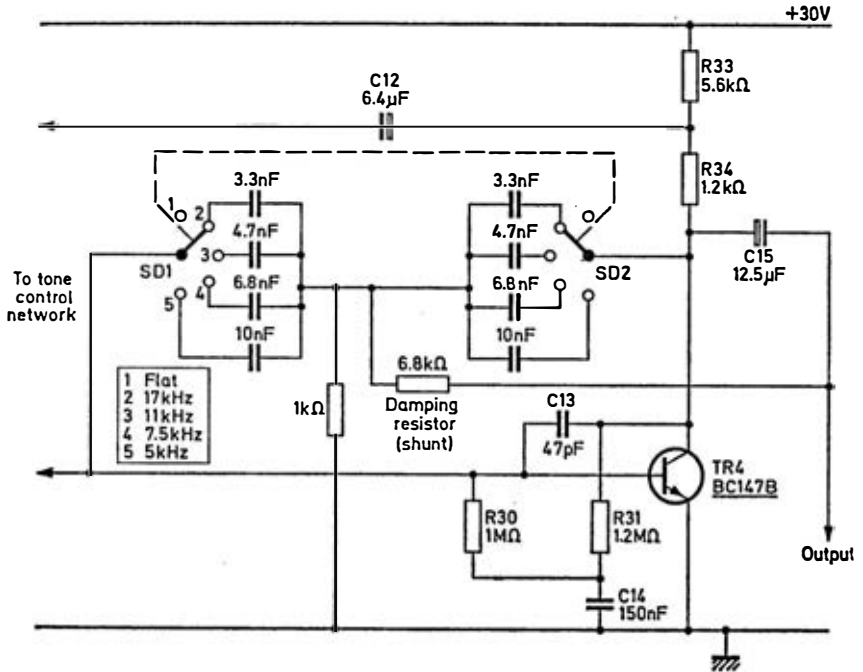 +30V
R33
5.6kΩ
C12
6.4µF
R34
1.2kΩ
1
2
3
4
5
3.3nF
4.7nF
6.8nF
10nF
SD1
3.3nF
4.7nF
6.8nF
10nF
SD2
C15
12.5µF
To tone
control
network
1 Flat
2 17kHz
3 11kHz
4 7.5kHz
5 5kHz
1kΩ
6.8kΩ
Damping
resistor
(shunt)
C13
47pF
TR4
BC147B
R30
1MΩ
R31
1.2MΩ
C14
150nF
Output